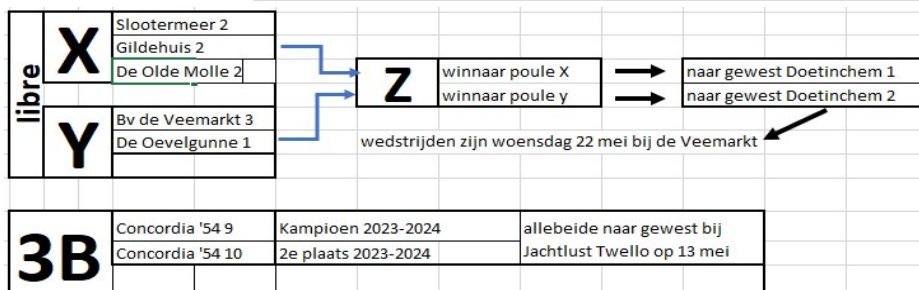 libre
X
Slootermeer 2
Gildehuis 2
De Olde Molle 2
Y
Bv de Veemarkt 3
De Oevelgunne 1
Z
winnaar poule X
winnaar poule y
naar gewest Doetinchem 1
naar gewest Doetinchem 2
wedstrijden zijn woensdag 22 mei bij de Veemarkt
3B
Concordia '54 9
Kampioen 2023-2024
Concordia '54 10
2e plaats 2023-2024
allebeide naar gewest bij
Jachtlust Twello op 13 mei